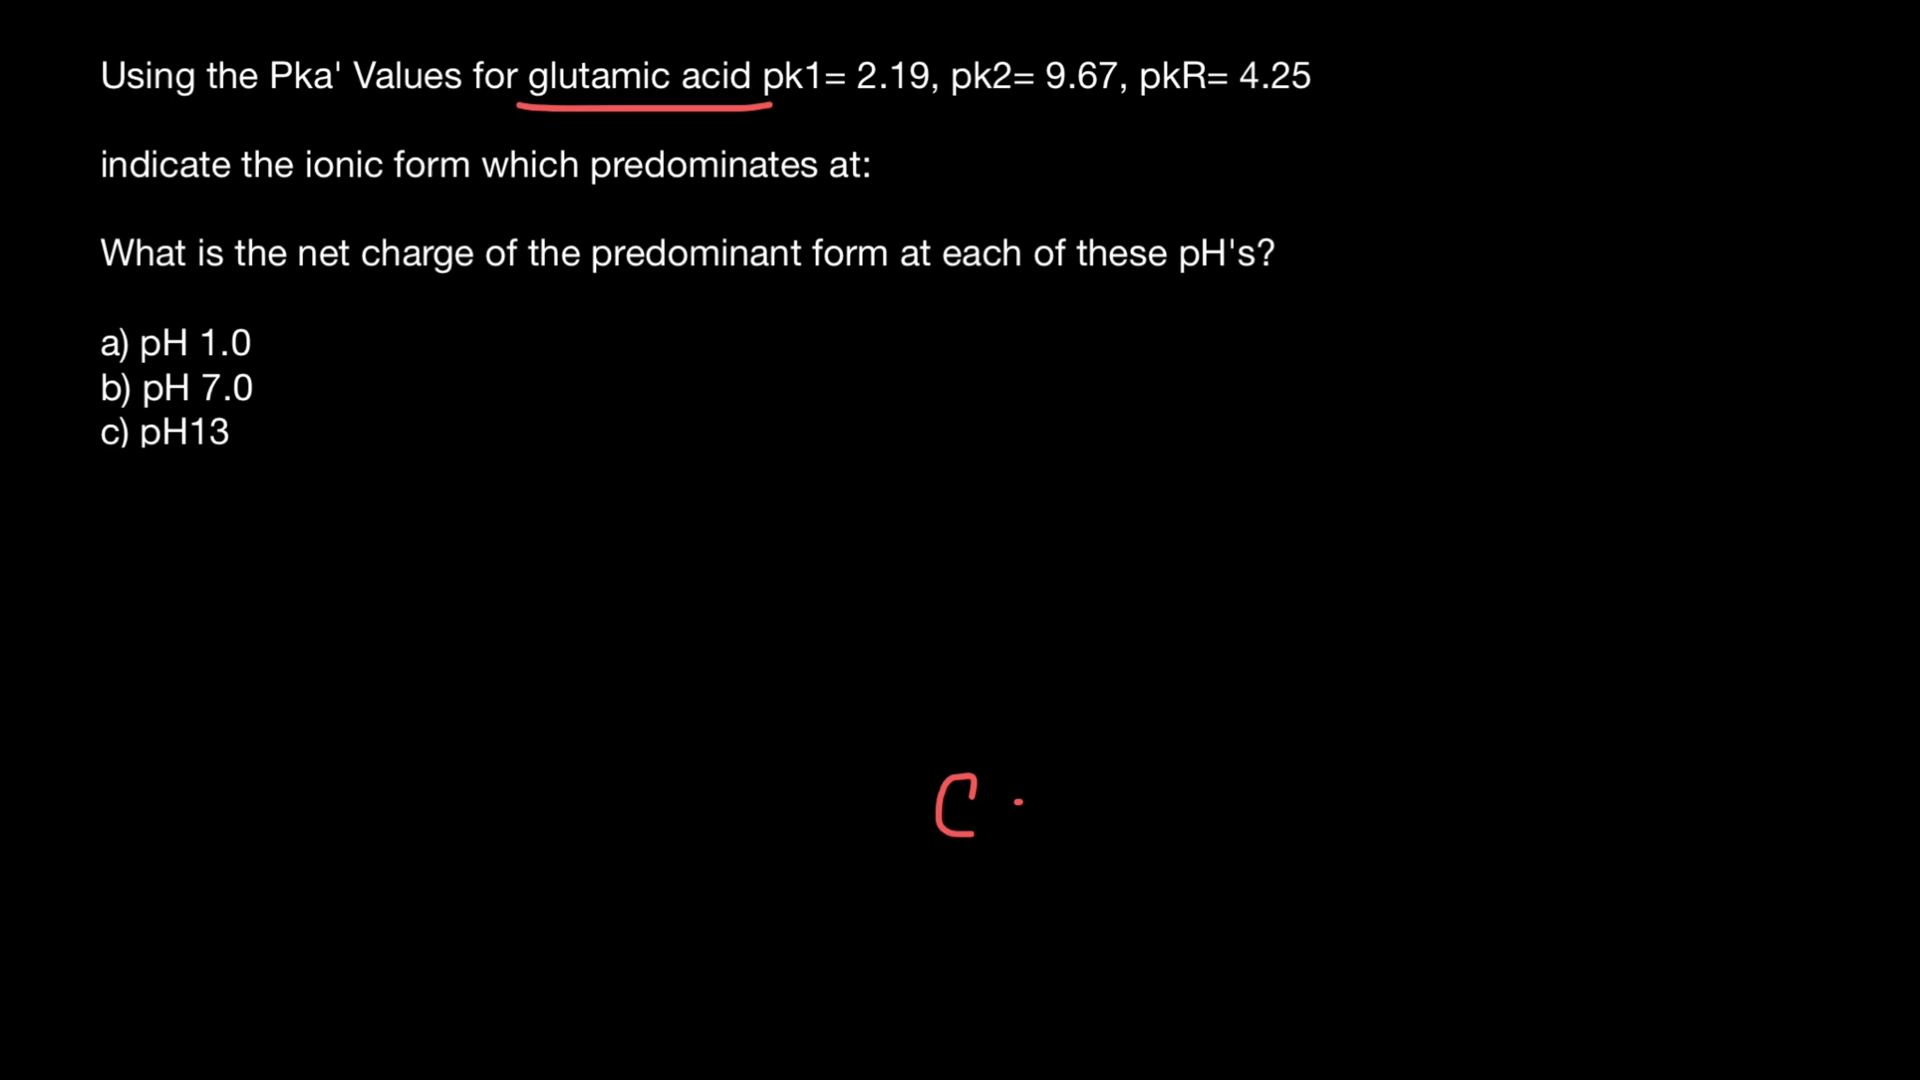 Using the Pka' Values for glutamic acid pk1= 2.19, pk2= 9.67, pkR= 4.25
indicate the ionic form which predominates at:
What is the net charge of the predominant form at each of these pH's?
a) pH 1.0
b) pH 7.0
c) pH13
C